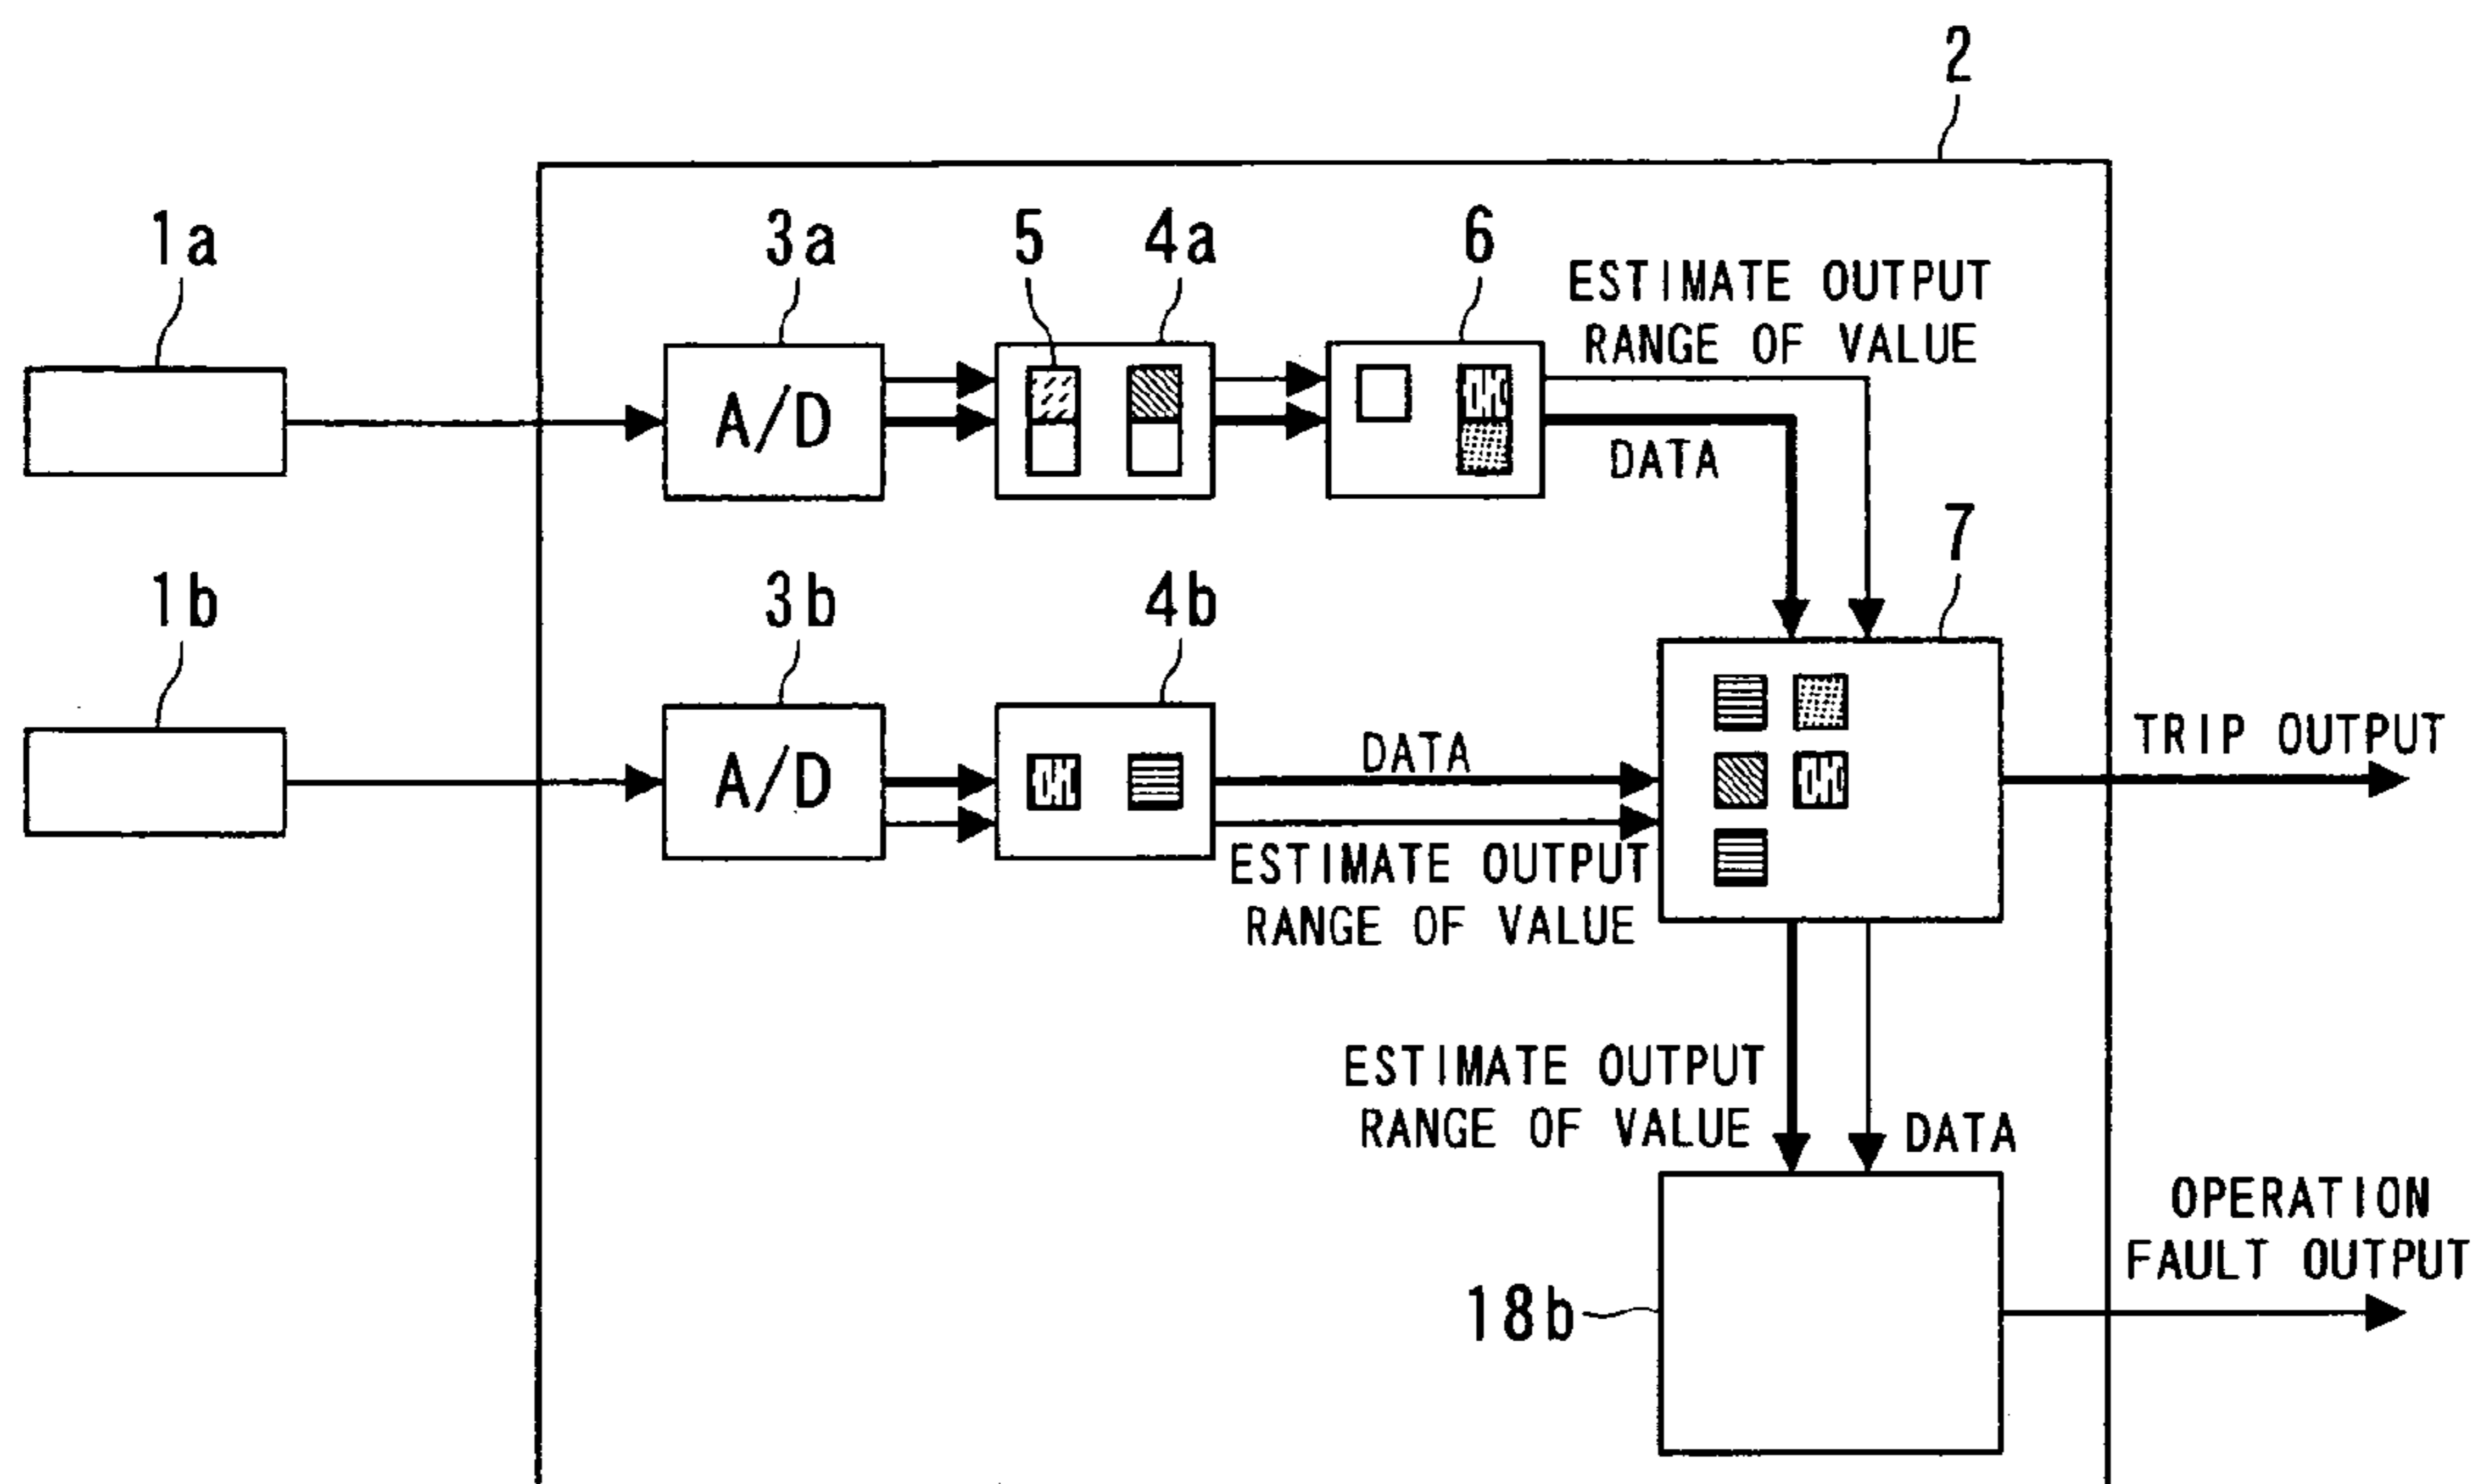 2
1a
3a
5
4a
6
ESTIMATE OUTPUT
RANGE OF VALUE
A/D
DATA
7
1b
3b
4b
A/D
DATA
TRIP OUTPUT
ESTIMATE OUTPUT
RANGE OF VALUE
ESTIMATE OUTPUT
RANGE OF VALUE
DATA
OPERATION
FAULT OUTPUT
18b